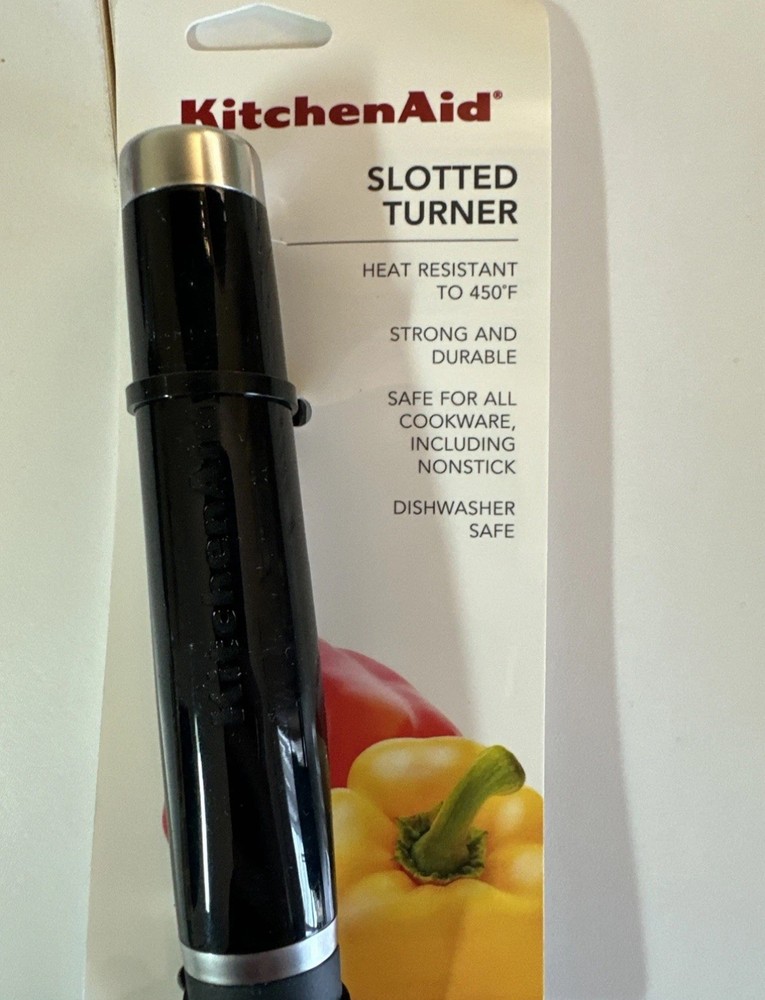 KitchenAid®
SLOTTED
TURNER
HEAT RESISTANT
TO 450°F
STRONG AND
DURABLE
SAFE FOR ALL
COOKWARE,
INCLUDING
NONSTICK
DISHWASHER
SAFE
KitchenAid